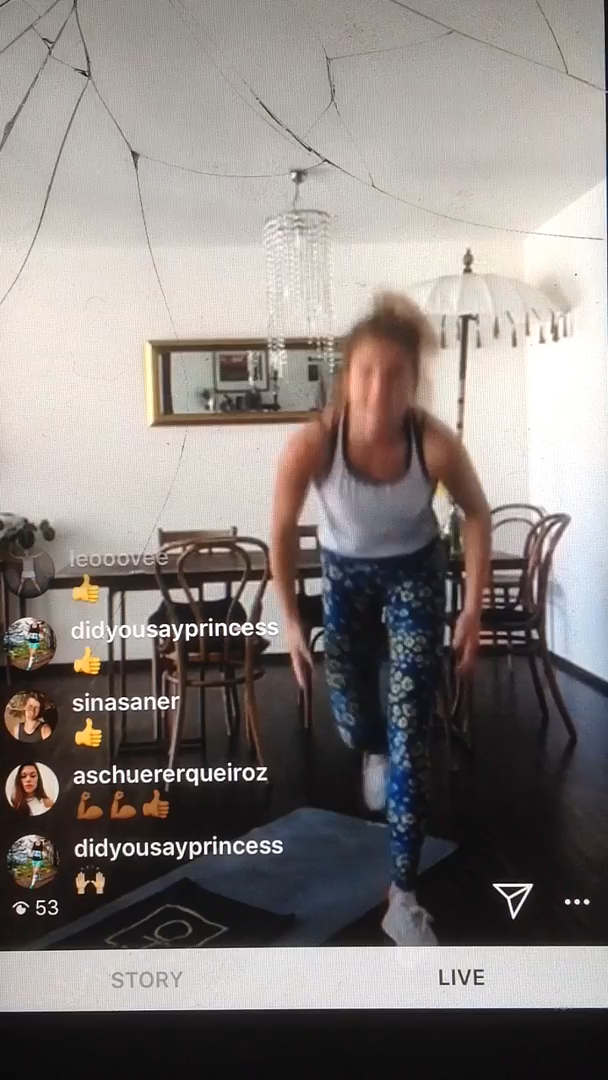 leooovee
👍
didyousayprincess
👍
sinasaner
👍
aschuererqueiroz
💪🏾💪🏾👍🏾
didyousayprincess
🙌🏼
53
STORY LIVE